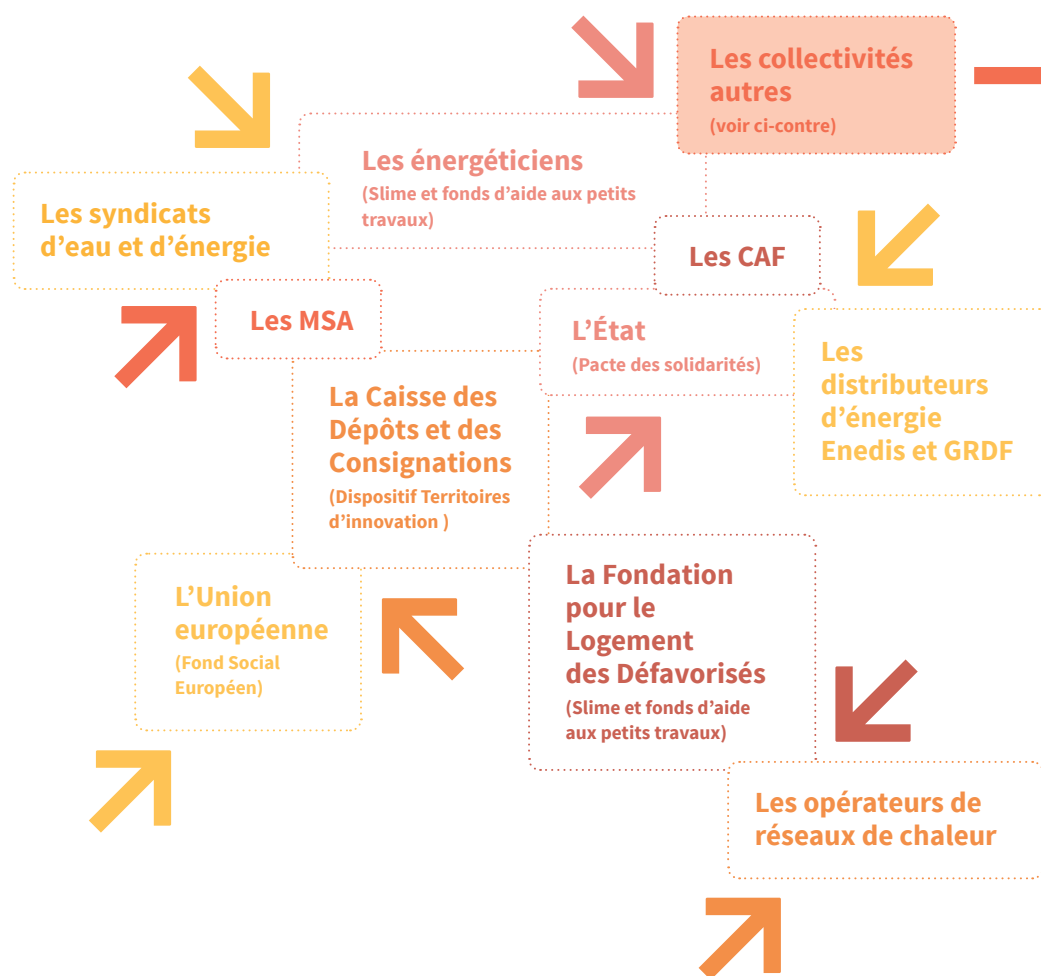 Les collectivités
autres
(voir ci-contre)
Les énergéticiens
(Slime et fonds d’aide aux petits
travaux)
Les syndicats
d’eau et d’énergie
Les CAF
Les MSA
L’État
(Pacte des solidarités)
Les
distributeurs
d’énergie
Enedis et GRDF
La Caisse des
Dépôts et des
Consignations
(Dispositif Territoires
d’innovation )
La Fondation
pour le
Logement
des Défavorisés
(Slime et fonds d’aide
aux petits travaux)
L’Union
européenne
(Fond Social
Européen)
Les opérateurs de
réseaux de chaleur